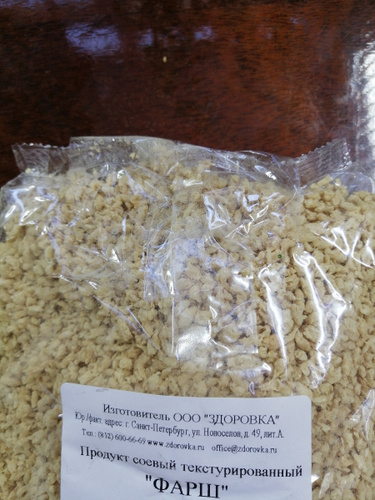 Изготовитель ООО "ЗДОРОВКА"
Юр./факт. адрес: г. Санкт-Петербург, ул. Новоселов, д. 49, лит.А.
Тел.: (812) 600-66-69 www.zdorovka.ru office@zdorovka.ru
Продукт соевый текстурированный
"ФАРШ"